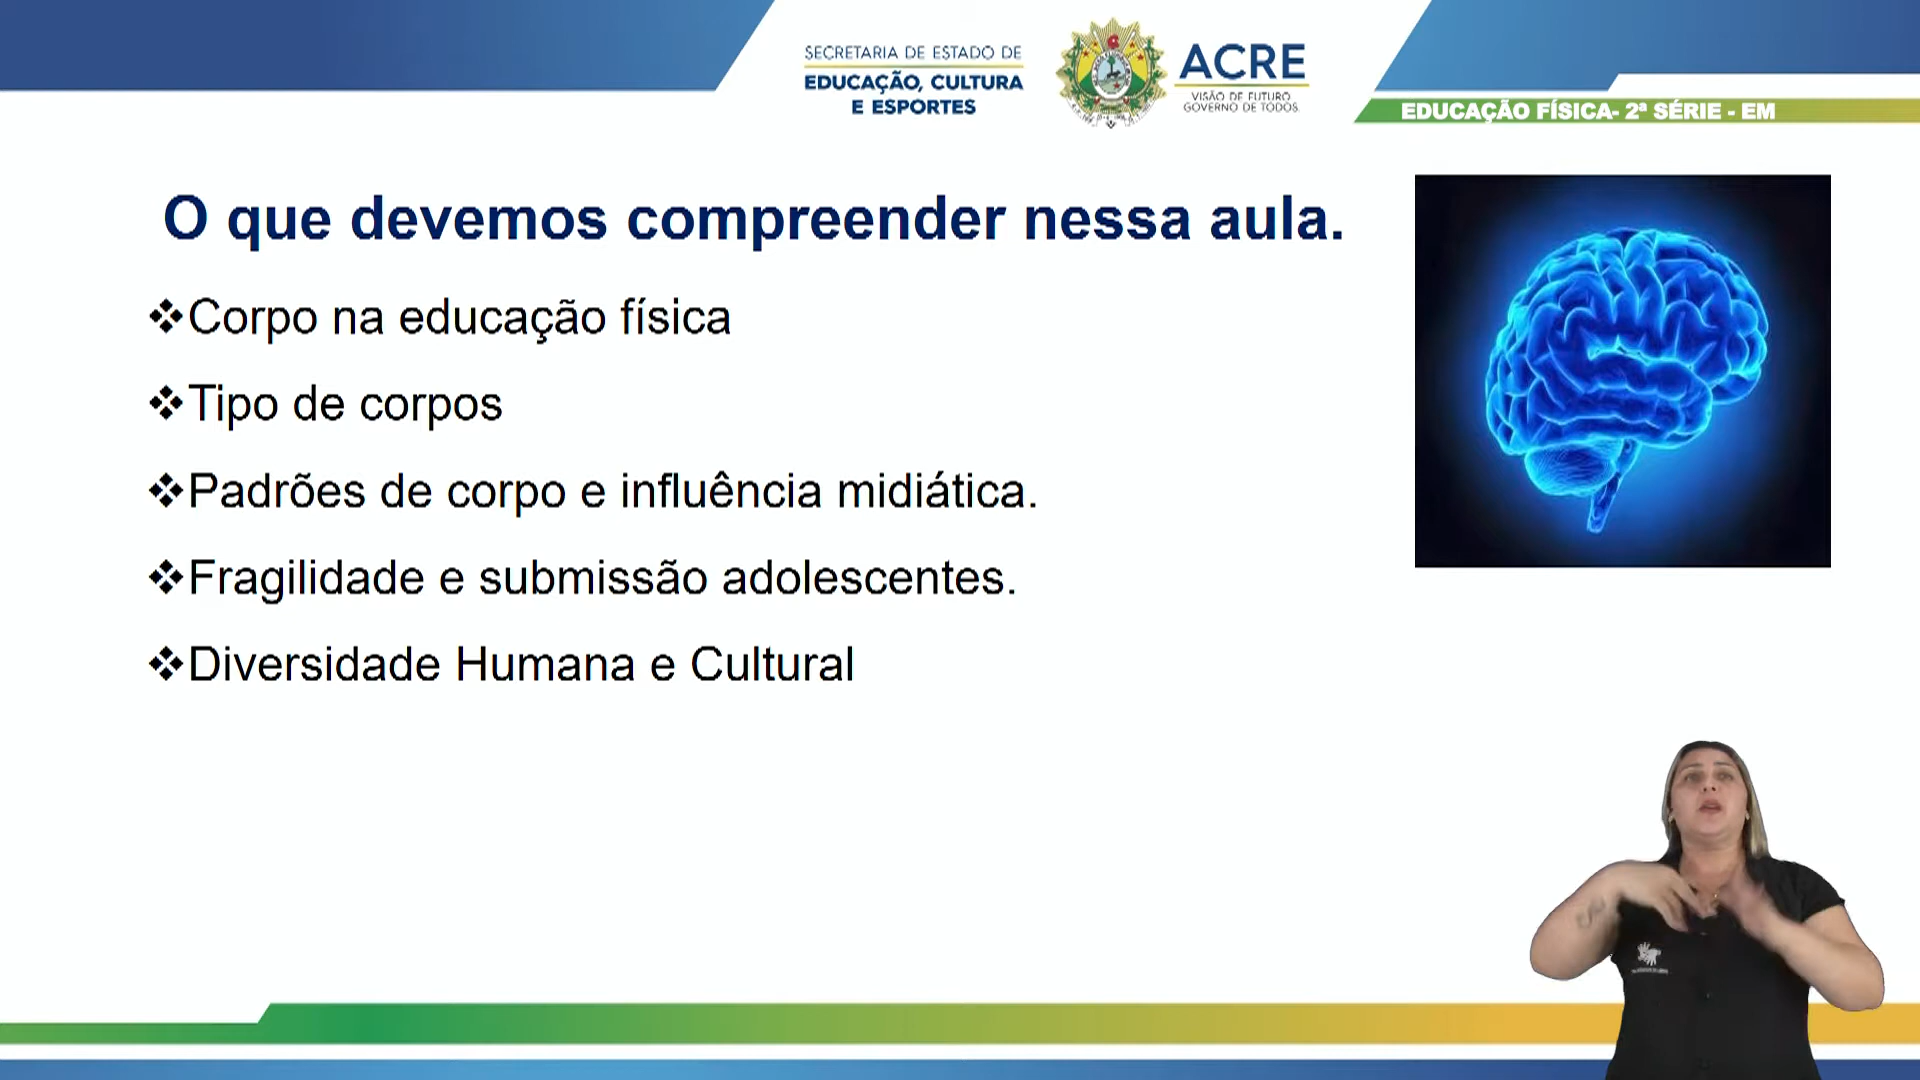 SECRETARIA DE ESTADO DE
EDUCAÇÃO, CULTURA
E ESPORTES
ACRE
VISÃO DE FUTURO
GOVERNO DE TODOS
EDUCAÇÃO FÍSICA- 2ª SÉRIE - EM
O que devemos compreender nessa aula.
❖Corpo na educação física
❖Tipo de corpos
❖Padrões de corpo e influência midiática.
❖Fragilidade e submissão adolescentes.
❖Diversidade Humana e Cultural